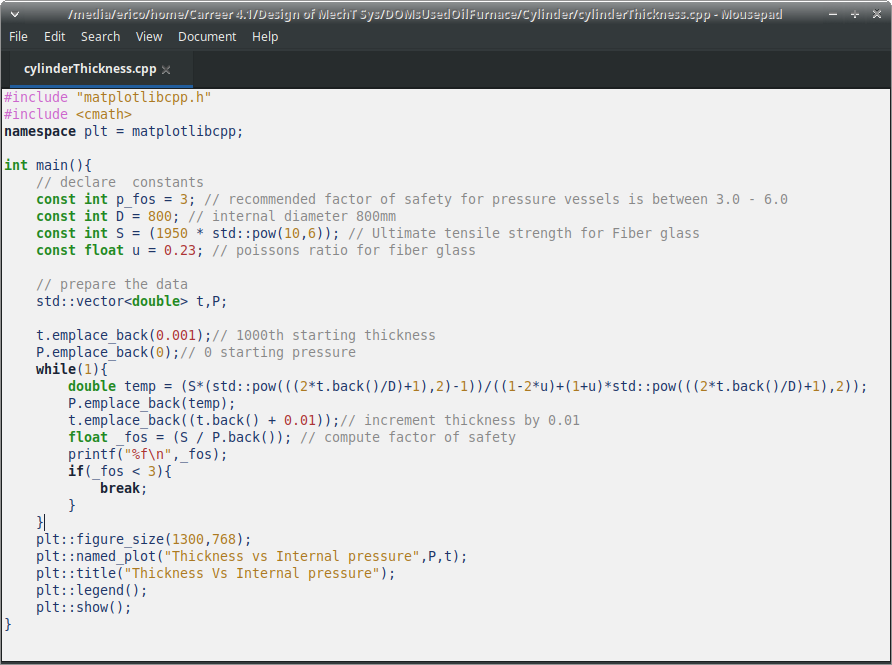 /media/erico/home/Carreer 4.1/Design of MechT Sys/DOMsUsedOilFurnace/Cylinder/cylinderThickness.cpp - Mousepad
File Edit Search View Document Help
cylinderThickness.cpp
#include "matplotlibcpp.h"
#include <cmath>
namespace plt = matplotlibcpp;

int main(){
    // declare  constants
    const int p_fos = 3; // recommended factor of safety for pressure vessels is between 3.0 - 6.0
    const int D = 800; // internal diameter 800mm
    const int S = (1950 * std::pow(10,6)); // Ultimate tensile strength for Fiber glass
    const float u = 0.23; // poissons ratio for fiber glass

    // prepare the data
    std::vector<double> t,P;

    t.emplace_back(0.001);// 1000th starting thickness
    P.emplace_back(0);// 0 starting pressure
    while(1){
        double temp = (S*(std::pow(((2*t.back()/D)+1),2)-1))/((1-2*u)+(1+u)*std::pow(((2*t.back()/D)+1),2));
        P.emplace_back(temp);
        t.emplace_back((t.back() + 0.01));// increment thickness by 0.01
        float _fos = (S / P.back()); // compute factor of safety
        printf("%f\n",_fos);
        if(_fos < 3){
            break;
        }
    }
    plt::figure_size(1300,768);
    plt::named_plot("Thickness vs Internal pressure",P,t);
    plt::title("Thickness Vs Internal pressure");
    plt::legend();
    plt::show();
}